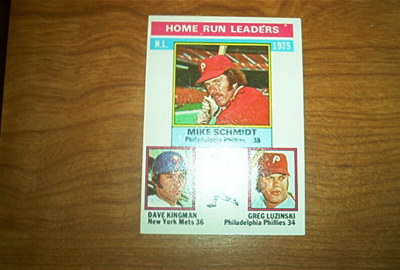 HOME RUN LEADERS
N.L. 1975
P
MIKE SCHMIDT
Philadelphia Phillies 38
P
DAVE KINGMAN
New York Mets 36
GREG LUZINSKI
Philadelphia Phillies 34